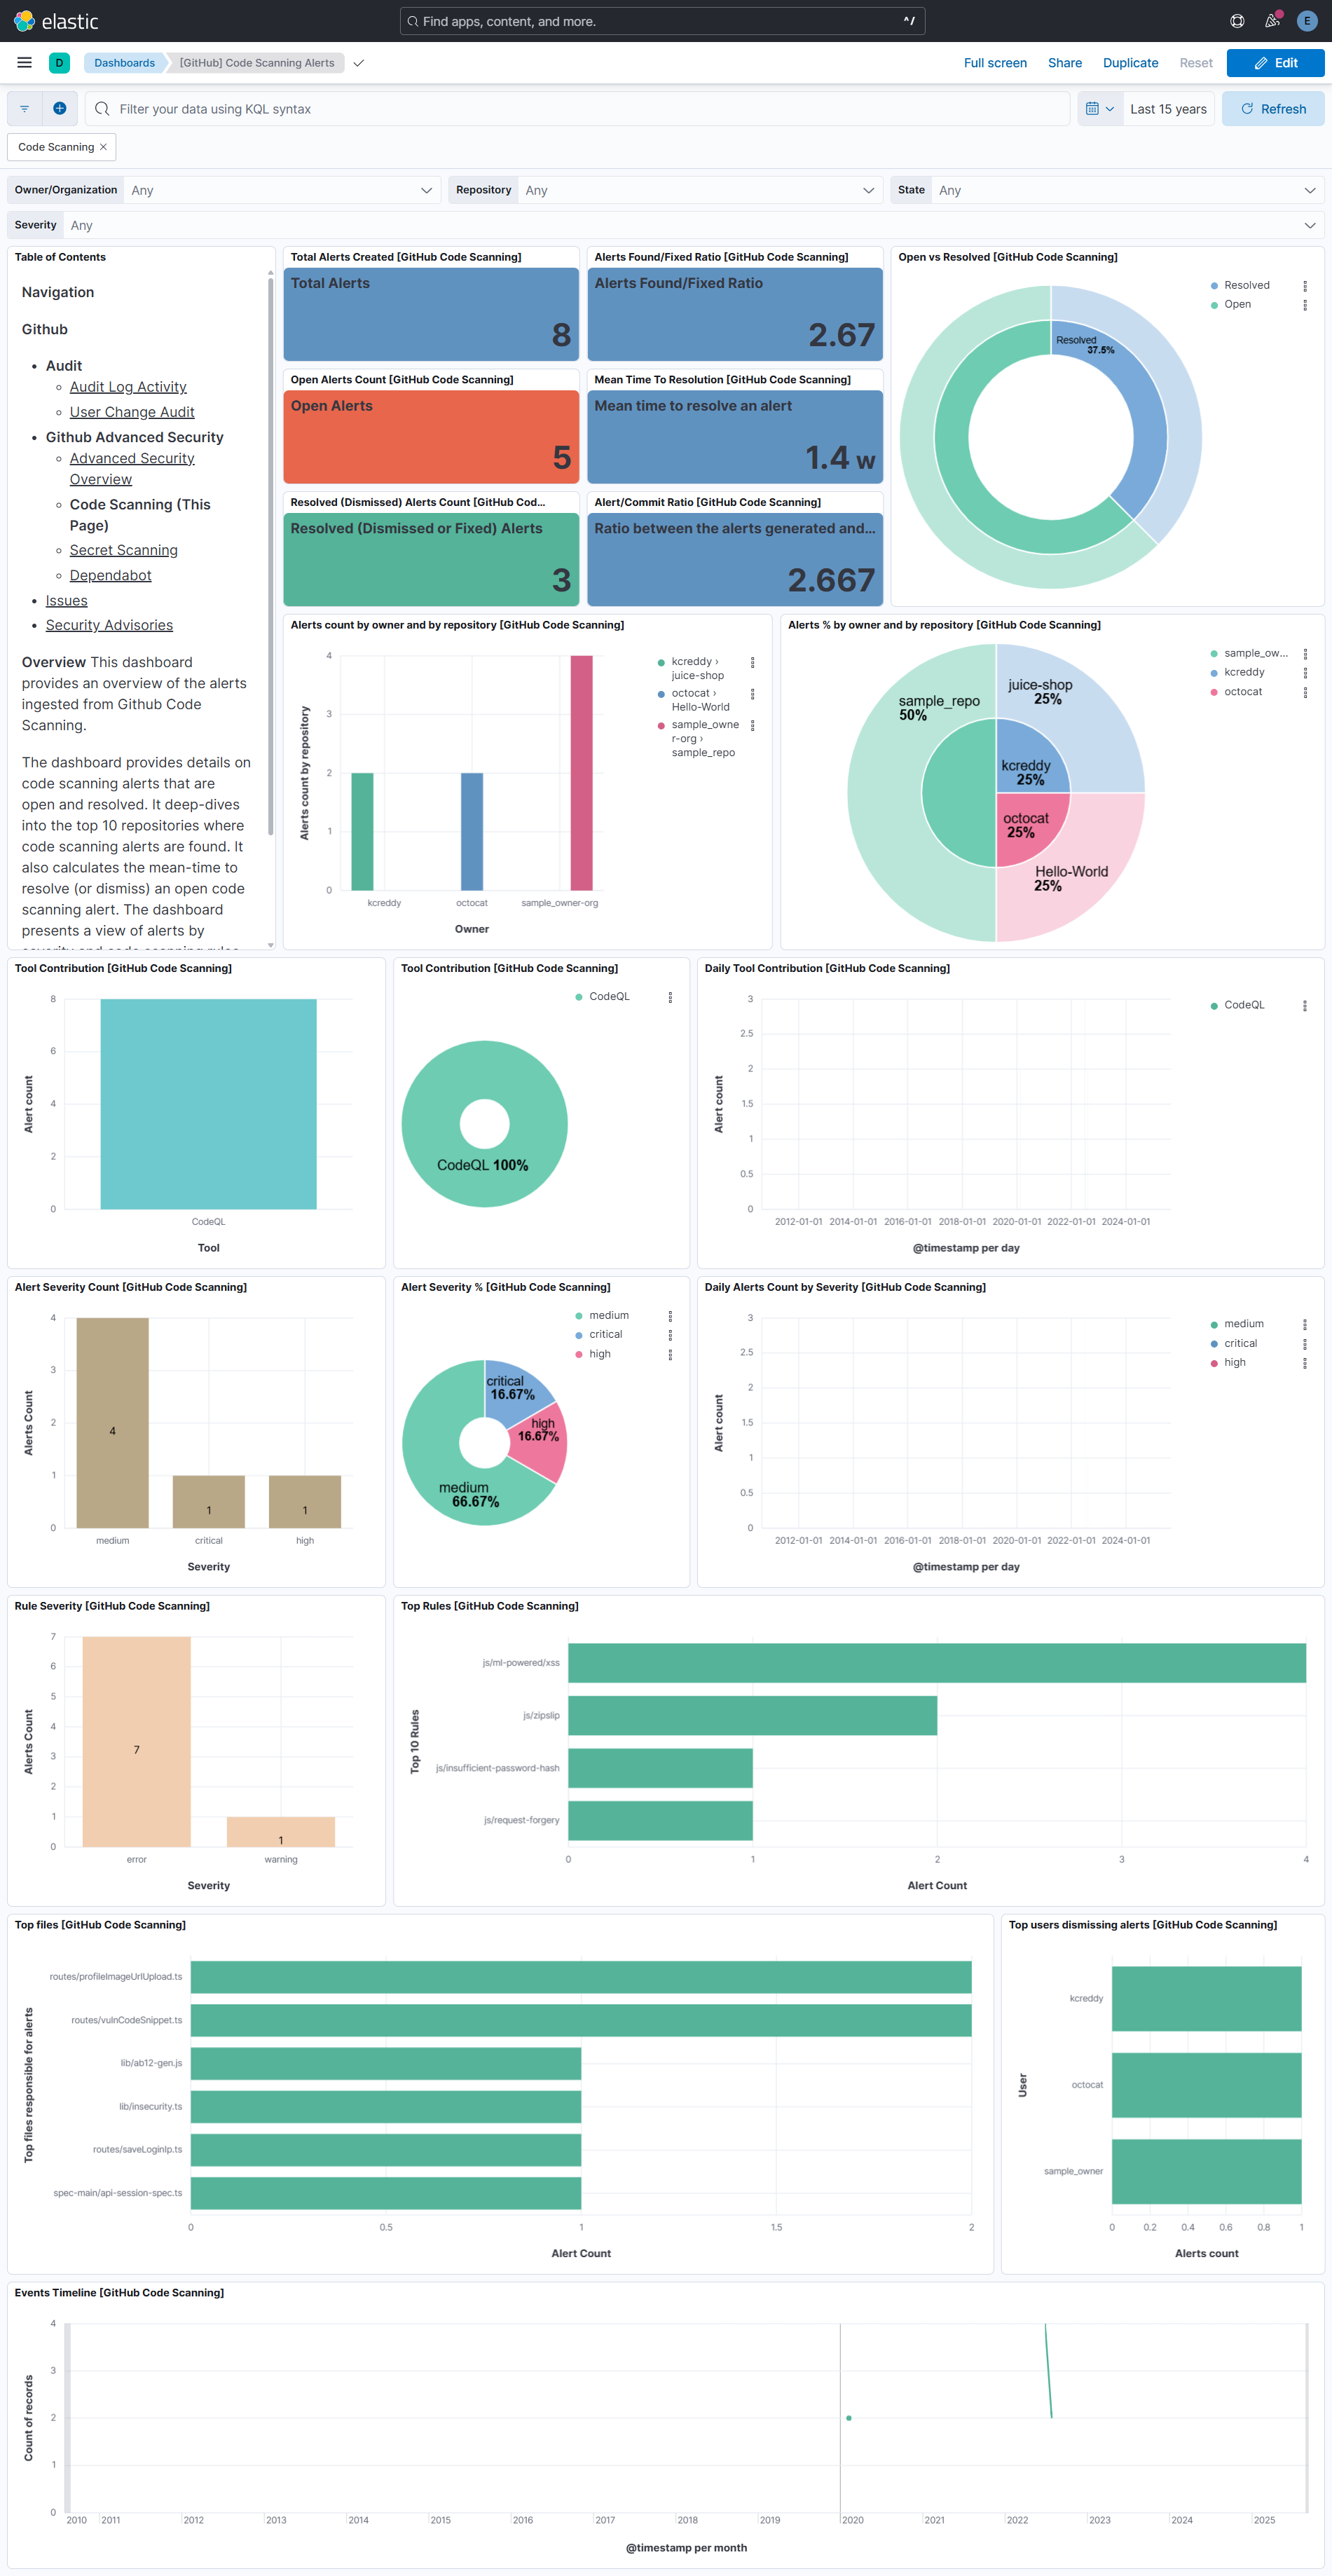 elastic
Find apps, content, and more.
^/
E
D
Dashboards
[GitHub] Code Scanning Alerts
Full screen
Share
Duplicate
Reset
Edit
Filter your data using KQL syntax
Last 15 years
Refresh
Code Scanning
Owner/Organization Any
Repository Any
State Any
Severity Any
Table of Contents
Navigation
Github
Audit
Audit Log Activity
User Change Audit
Github Advanced Security
Advanced Security
Overview
Code Scanning (This
Page)
Secret Scanning
Dependabot
Issues
Security Advisories
Overview This dashboard
provides an overview of the alerts
ingested from Github Code
Scanning.
The dashboard provides details on
code scanning alerts that are
open and resolved. It deep-dives
into the top 10 repositories where
code scanning alerts are found. It
also calculates the mean-time to
resolve (or dismiss) an open code
scanning alert. The dashboard
presents a view of alerts by
severity and code scanning rules
Total Alerts Created [GitHub Code Scanning]
Total Alerts
8
Alerts Found/Fixed Ratio [GitHub Code Scanning]
Alerts Found/Fixed Ratio
2.67
Open Alerts Count [GitHub Code Scanning]
Open Alerts
5
Mean Time To Resolution [GitHub Code Scanning]
Mean time to resolve an alert
1.4 w
Resolved (Dismissed) Alerts Count [GitHub Cod...
Resolved (Dismissed or Fixed) Alerts
3
Alert/Commit Ratio [GitHub Code Scanning]
Ratio between the alerts generated and...
2.667
Open vs Resolved [GitHub Code Scanning]
Resolved
37.5%
Resolved
Open
Alerts count by owner and by repository [GitHub Code Scanning]
Alerts count by repository
4
3
2
1
0
kcreddy
octocat
sample_owner-org
Owner
kcreddy ›
juice-shop
octocat ›
Hello-World
sample_owne
r-org ›
sample_repo
Alerts % by owner and by repository [GitHub Code Scanning]
sample_repo
50%
juice-shop
25%
kcreddy
25%
octocat
25%
Hello-World
25%
sample_ow...
kcreddy
octocat
Tool Contribution [GitHub Code Scanning]
Alert count
8
6
4
2
0
CodeQL
Tool
Tool Contribution [GitHub Code Scanning]
CodeQL
CodeQL 100%
Daily Tool Contribution [GitHub Code Scanning]
Alert count
3
2.5
2
1.5
1
0.5
0
2012-01-01 2014-01-01 2016-01-01 2018-01-01 2020-01-01 2022-01-01 2024-01-01
@timestamp per day
CodeQL
Alert Severity Count [GitHub Code Scanning]
Alerts Count
4
3
2
1
0
4
1
1
medium
critical
high
Severity
Alert Severity % [GitHub Code Scanning]
medium
critical
high
critical
16.67%
high
16.67%
medium
66.67%
Daily Alerts Count by Severity [GitHub Code Scanning]
Alert count
3
2.5
2
1.5
1
0.5
0
2012-01-01 2014-01-01 2016-01-01 2018-01-01 2020-01-01 2022-01-01 2024-01-01
@timestamp per day
medium
critical
high
Rule Severity [GitHub Code Scanning]
Alerts Count
7
6
5
4
3
2
1
0
7
1
error
warning
Severity
Top Rules [GitHub Code Scanning]
Top 10 Rules
js/ml-powered/xss
js/zipslip
js/insufficient-password-hash
js/request-forgery
0
1
2
3
4
Alert Count
Top files [GitHub Code Scanning]
Top files responsible for alerts
routes/profileImageUrlUpload.ts
routes/vulnCodeSnippet.ts
lib/ab12-gen.js
lib/insecurity.ts
routes/saveLoginIp.ts
spec-main/api-session-spec.ts
0
0.5
1
1.5
2
Alert Count
Top users dismissing alerts [GitHub Code Scanning]
User
kcreddy
octocat
sample_owner
0
0.2
0.4
0.6
0.8
1
Alerts count
Events Timeline [GitHub Code Scanning]
Count of records
4
3
2
1
0
2010
2011
2012
2013
2014
2015
2016
2017
2018
2019
2020
2021
2022
2023
2024
2025
@timestamp per month